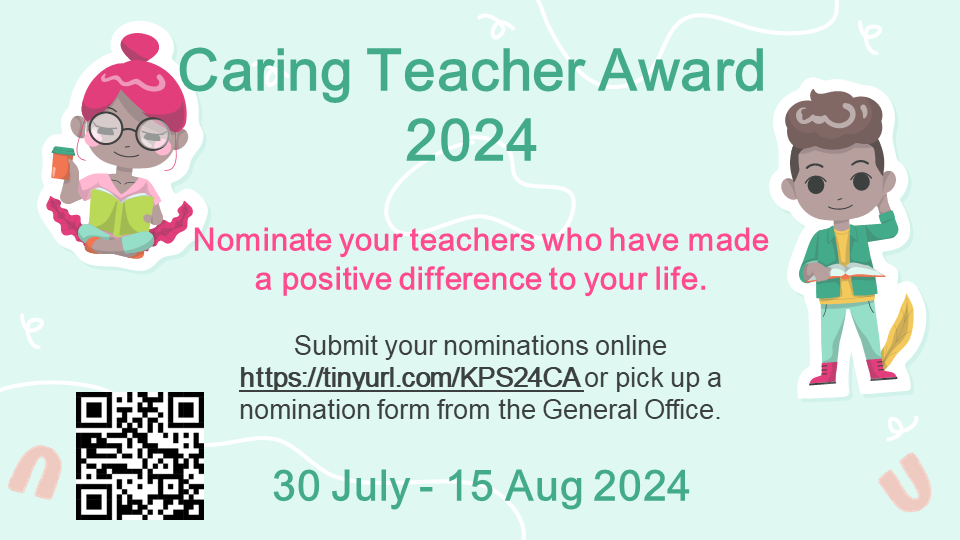 Caring Teacher Award
2024
Nominate your teachers who have made
a positive difference to your life.
Submit your nominations online
https://tinyurl.com/KPS24CA or pick up a
nomination form from the General Office.
30 July - 15 Aug 2024